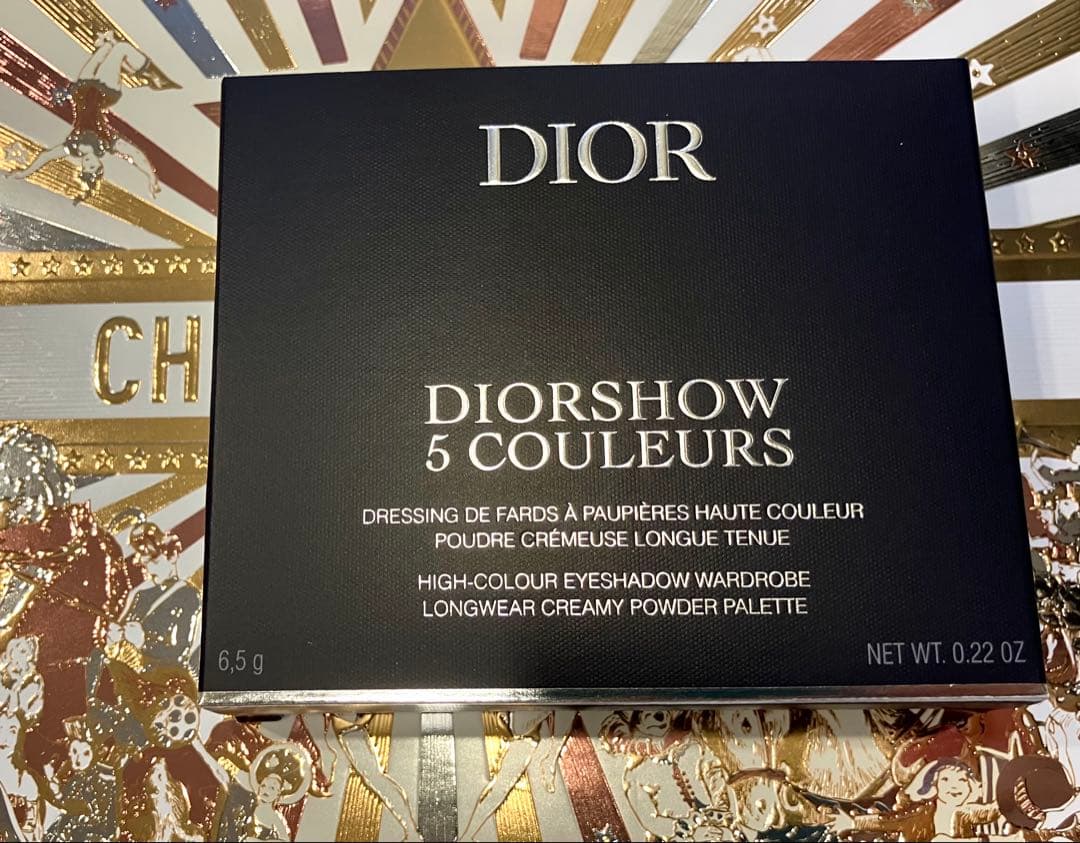 DIOR
CH
DIORSHOW
5 COULEURS
DRESSING DE FARDS À PAUPIÈRES HAUTE COULEUR
POUDRE CRÉMEUSE LONGUE TENUE
HIGH-COLOUR EYESHADOW WARDROBE
LONGWEAR CREAMY POWDER PALETTE
6,5 g
NET WT. 0.22 OZ